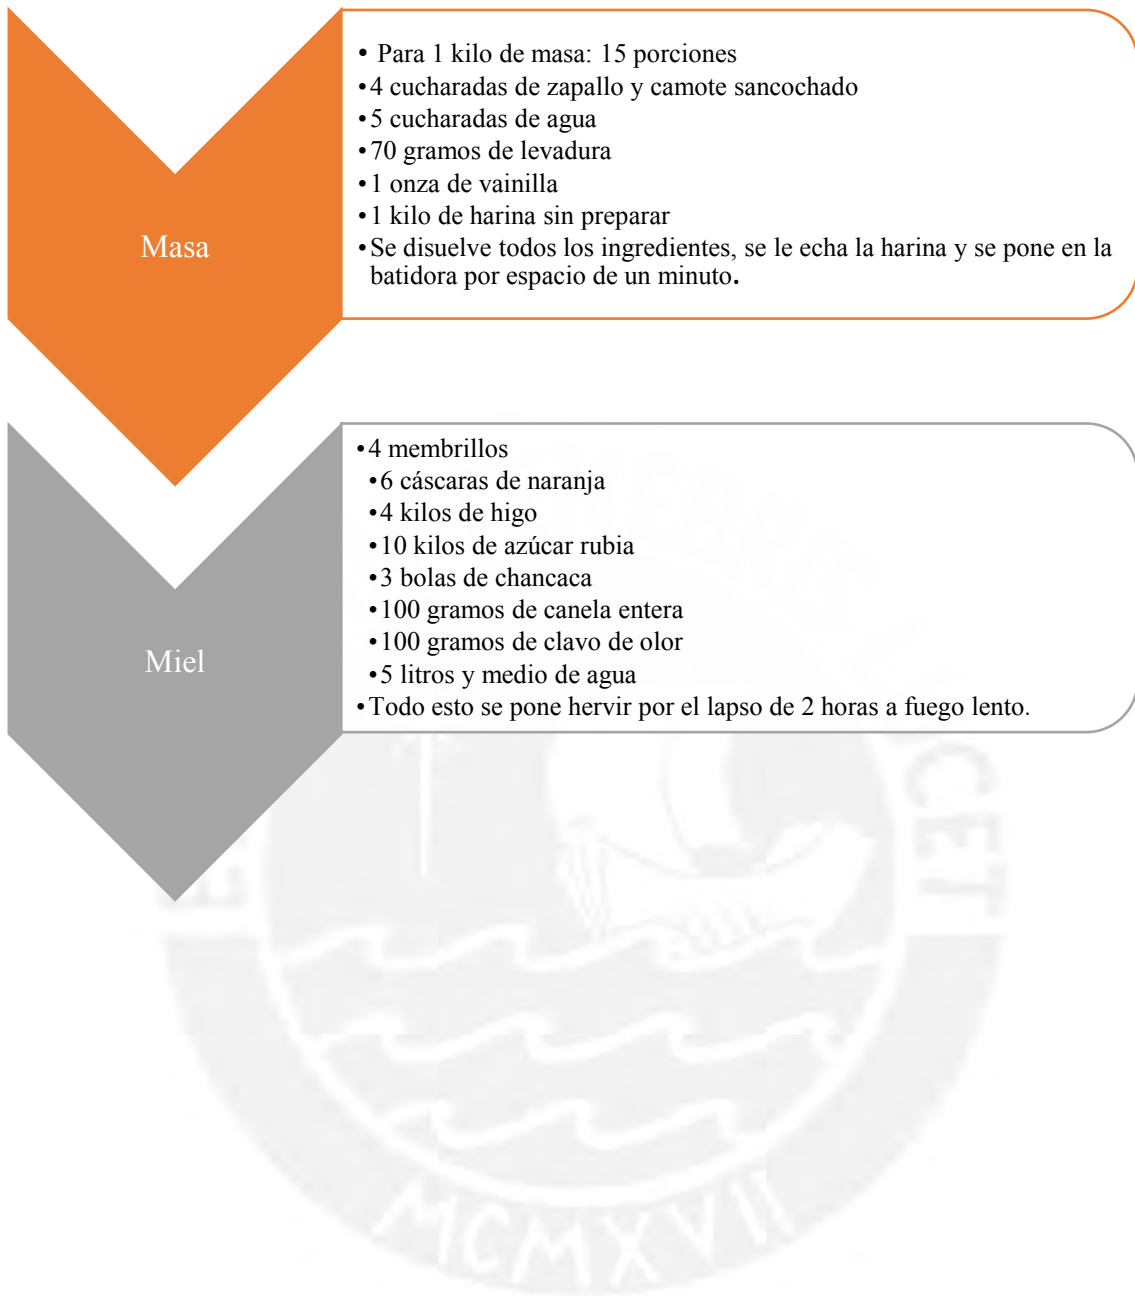 Masa
• Para 1 kilo de masa: 15 porciones
•4 cucharadas de zapallo y camote sancochado
•5 cucharadas de agua
•70 gramos de levadura
•1 onza de vainilla
•1 kilo de harina sin preparar
•Se disuelve todos los ingredientes, se le echa la harina y se pone en la
batidora por espacio de un minuto.
Miel
•4 membrillos
•6 cáscaras de naranja
•4 kilos de higo
•10 kilos de azúcar rubia
•3 bolas de chancaca
•100 gramos de canela entera
•100 gramos de clavo de olor
•5 litros y medio de agua
•Todo esto se pone hervir por el lapso de 2 horas a fuego lento.
MCMXVII